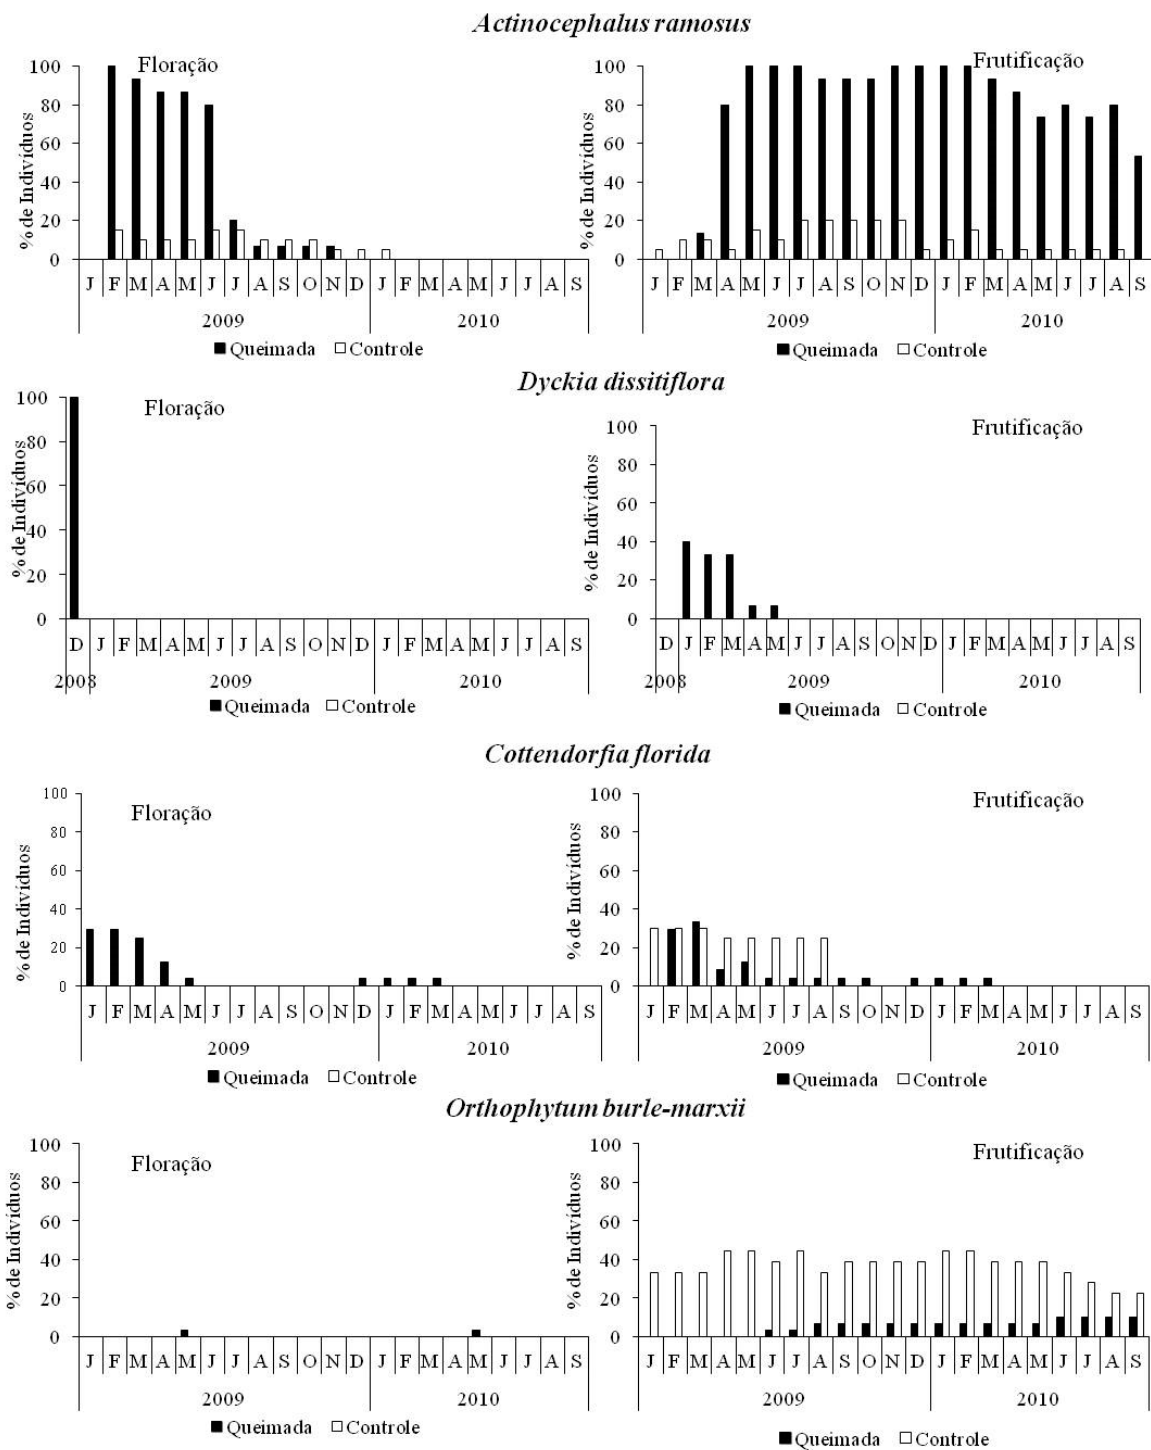 Actinocephalus ramosus
Floração
% de Indivíduos
100
80
60
40
20
0
J F M A M J J A S O N D J F M A M J J A S
2009 2010
Queimada Controle
Frutificação
% de Indivíduos
100
80
60
40
20
0
J F M A M J J A S O N D J F M A M J J A S
2009 2010
Queimada Controle
Dyckia dissitiflora
Floração
% de Indivíduos
100
80
60
40
20
0
D J F M A M J J A S O N D J F M A M J J A S
2008 2009 2010
Queimada Controle
Frutificação
% de Indivíduos
100
80
60
40
20
0
D J F M A M J J A S O N D J F M A M J J A S
2008 2009 2010
Queimada Controle
Cottendorfia florida
Floração
% de Indivíduos
100
80
60
40
20
0
J F M A M J J A S O N D J F M A M J J A S
2009 2010
Queimada Controle
Frutificação
% de Indivíduos
100
80
60
40
20
0
J F M A M J J A S O N D J F M A M J J A S
2009 2010
Queimada Controle
Orthophytum burle-marxii
Floração
% de Indivíduos
100
80
60
40
20
0
J F M A M J J A S O N D J F M A M J J A S
2009 2010
Queimada Controle
Frutificação
% de Indivíduos
100
80
60
40
20
0
J F M A M J J A S O N D J F M A M J J A S
2009 2010
Queimada Controle